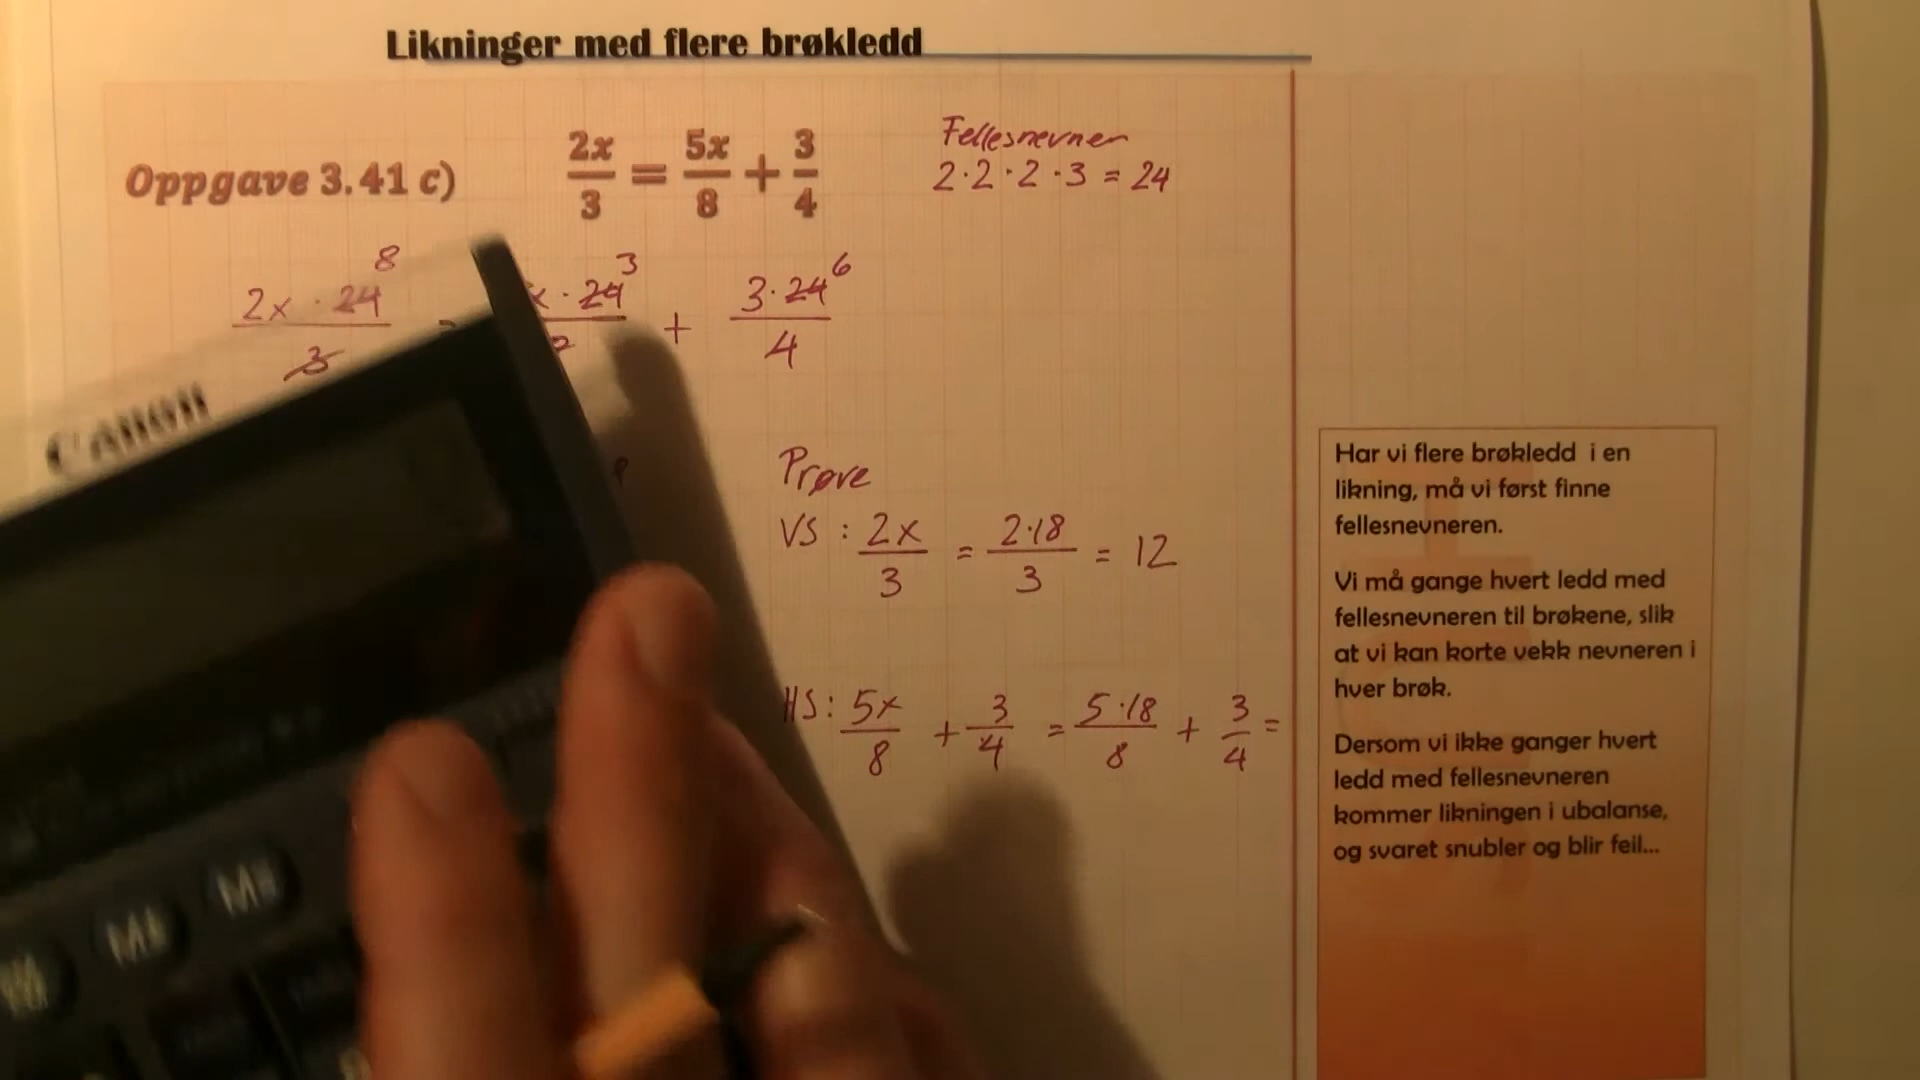 Likninger med flere brøkledd
Oppgave 3.41 c) 2x/3 = 5x/8 + 3/4
Fellesnevner
2·2·2·3 = 24
2x · 24 8 / 3 = x · 24 3 + 3·24 6 / 4
Canon
Prøve
VS : 2x/3 = 2·18/3 = 12
HS: 5x/8 + 3/4 = 5·18/8 + 3/4 =
Har vi flere brøkledd i en
likning, må vi først finne
fellesnevneren.
Vi må gange hvert ledd med
fellesnevneren til brøkene, slik
at vi kan korte vekk nevneren i
hver brøk.
Dersom vi ikke ganger hvert
ledd med fellesnevneren
kommer likningen i ubalanse,
og svaret snubler og blir feil...